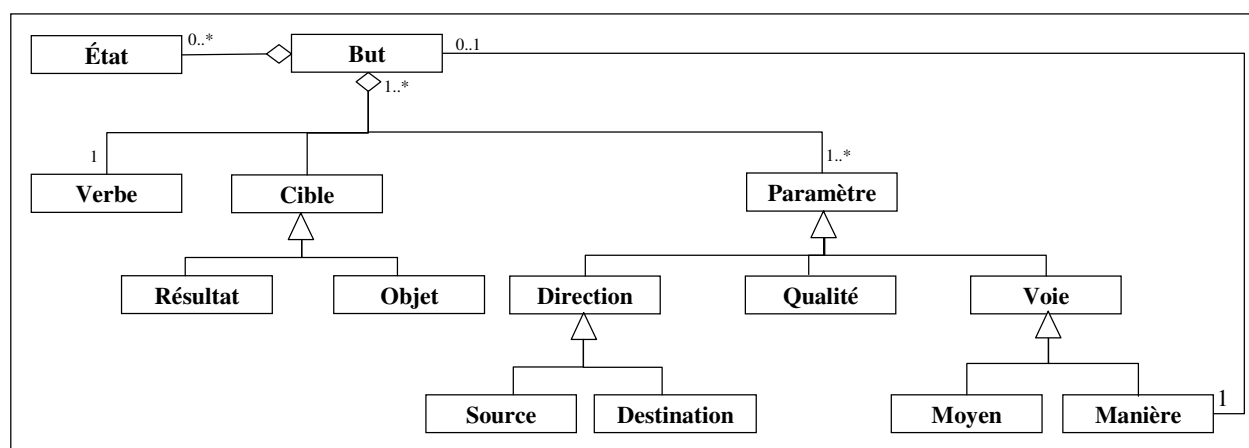 État
0..*
But
0..1
1..*
1
1..*
Verbe
Cible
Paramètre
Résultat
Objet
Direction
Qualité
Voie
Source
Destination
Moyen
Manière
1